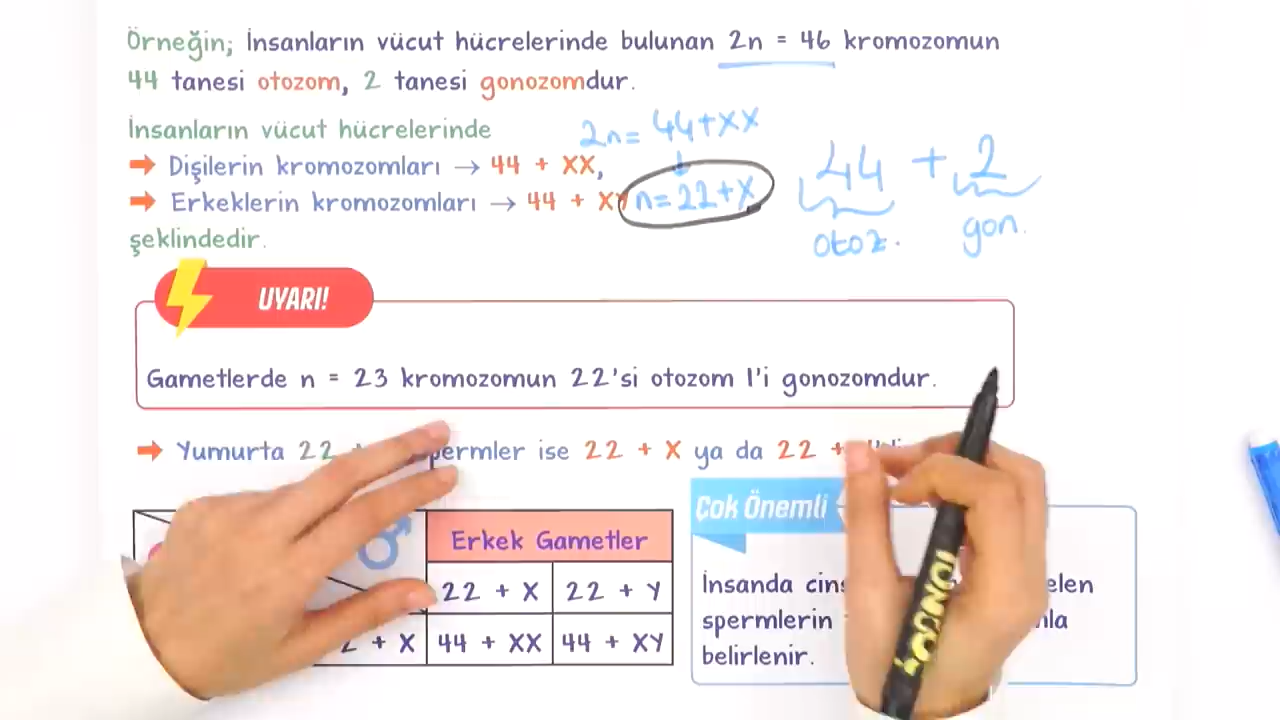 Örneğin; İnsanların vücut hücrelerinde bulunan 2n = 46 kromozomun
44 tanesi otozom, 2 tanesi gonozomdur.
İnsanların vücut hücrelerinde
2n= 44+XX
➡ Dişilerin kromozomları → 44 + XX,
➡ Erkeklerin kromozomları → 44 + XY
n=22+X
44 + 2
otoz. gon.
şeklindedir.
UYARI!
Gametlerde n = 23 kromozomun 22'si otozom 1'i gonozomdur.
➡ Yumurta 22 + spermler ise 22 + X ya da 22 +
Erkek Gametler
22 + X 22 + Y
+ X 44 + XX 44 + XY
Çok Önemli
İnsanda elen
spermlerin
belirlenir.
TONGUÇ